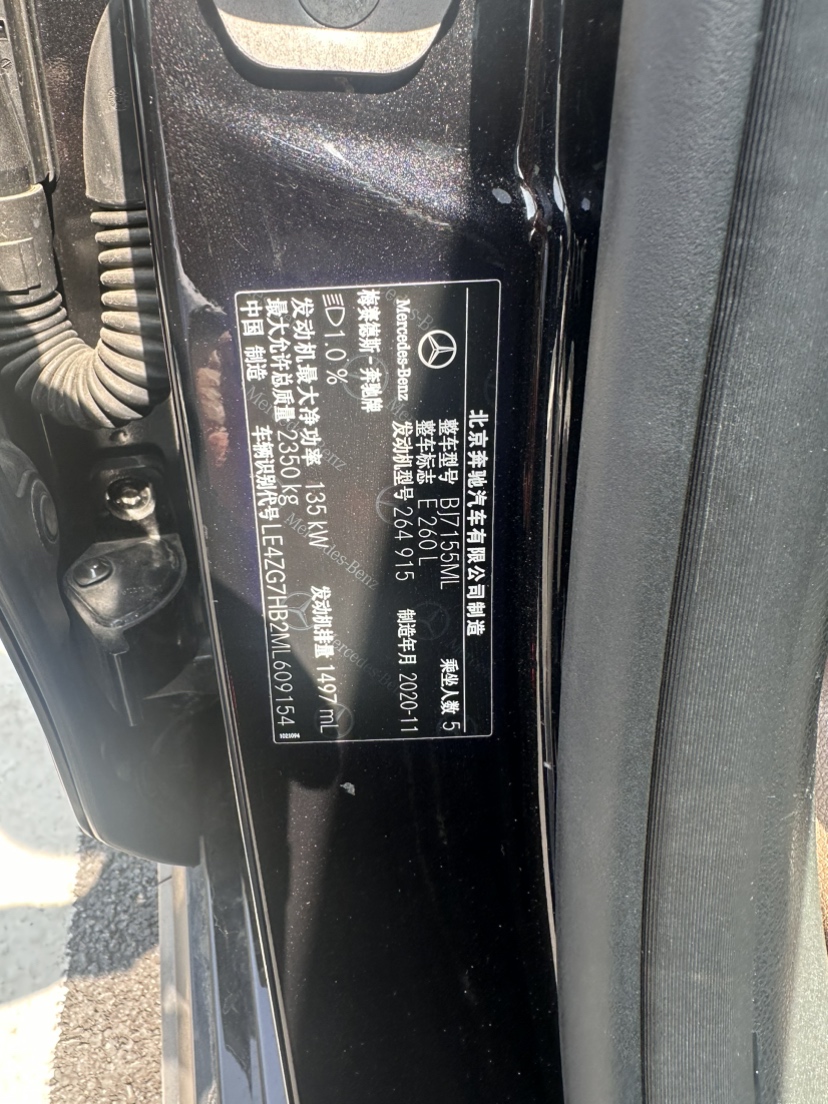 北京奔驰汽车有限公司制造
Mercedes-Benz
整车型号 BJ7155ML 乘坐人数 5
整车标志 E 260 L
发动机型号 264 915 制造年月 2020-11
梅赛德斯-奔驰牌
1.0 %
发动机最大净功率 135 kW 发动机排量 1497 mL
最大允许总质量 2350 kg
中国 制造 车辆识别代号 LE4ZG7HB2ML609154